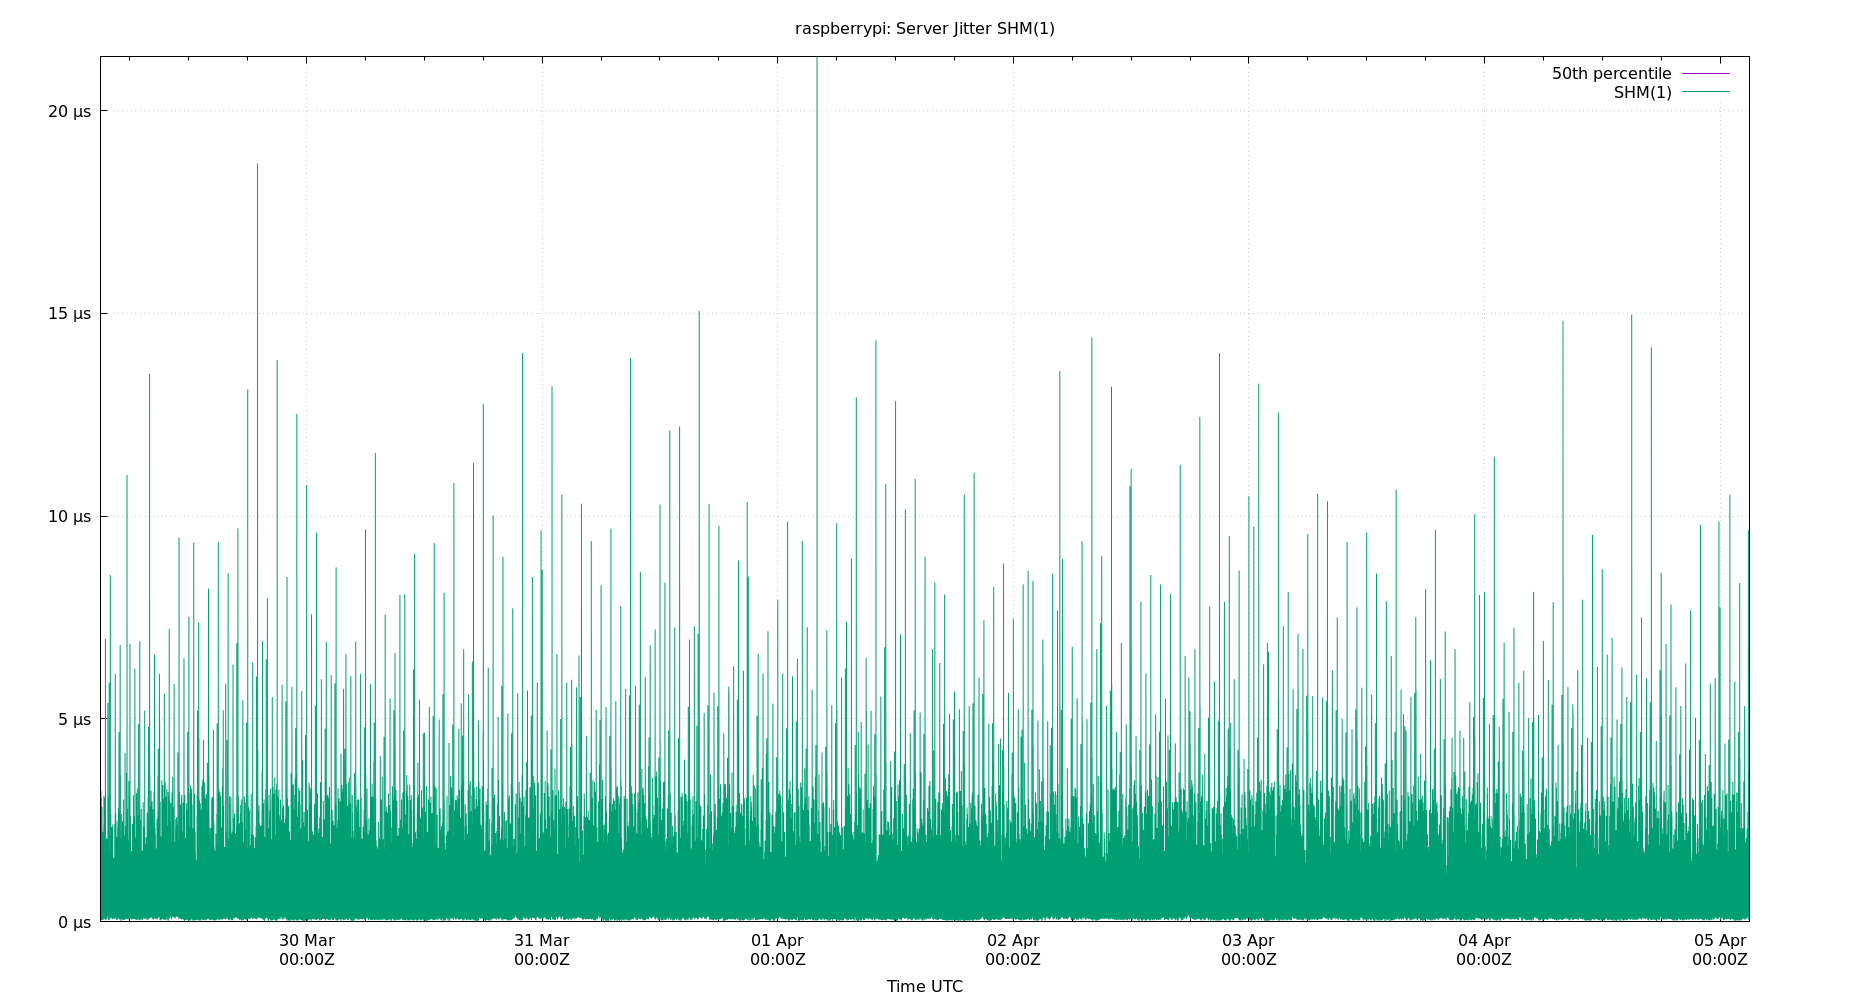 raspberrypi: Server Jitter SHM(1)
50th percentile
SHM(1)
20 µs
15 µs
10 µs
5 µs
0 µs
30 Mar 31 Mar 01 Apr 02 Apr 03 Apr 04 Apr 05 Apr
00:00Z 00:00Z 00:00Z 00:00Z 00:00Z 00:00Z 00:00Z
Time UTC